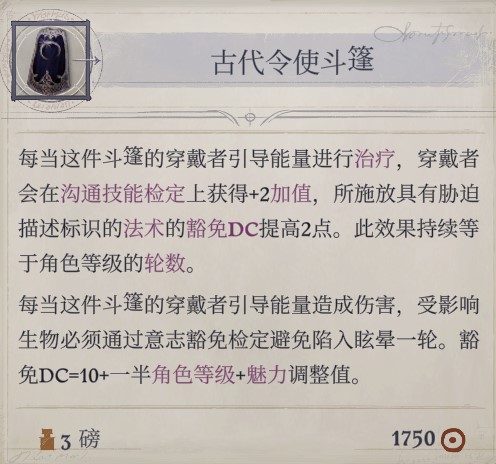 古代令使斗篷
每当这件斗篷的穿戴者引导能量进行治疗，穿戴者
会在沟通技能检定上获得+2加值，所施放具有胁迫
描述标识的法术的豁免DC提高2点。此效果持续等
于角色等级的轮数。
每当这件斗篷的穿戴者引导能量造成伤害，受影响
生物必须通过意志豁免检定避免陷入眩晕一轮。豁
免DC=10+一半角色等级+魅力调整值。
3 磅
1750